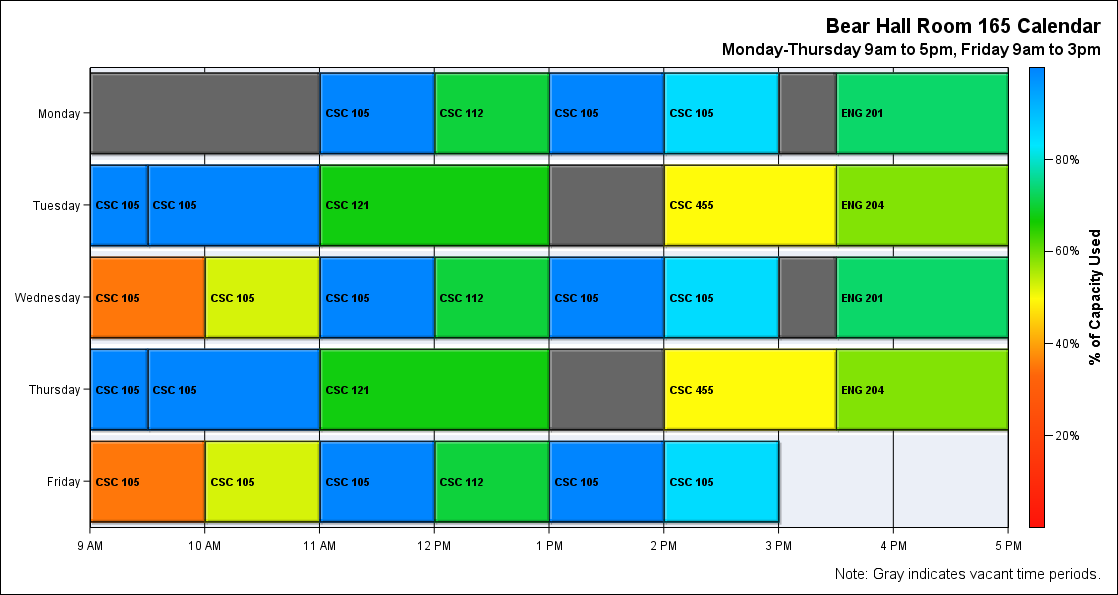 Bear Hall Room 165 Calendar
Monday-Thursday 9am to 5pm, Friday 9am to 3pm
Monday CSC 105 CSC 112 CSC 105 CSC 105 ENG 201
80%
Tuesday CSC 105 CSC 105 CSC 121 CSC 455 ENG 204
60%
% of Capacity Used
Wednesday CSC 105 CSC 105 CSC 105 CSC 112 CSC 105 CSC 105 ENG 201
40%
Thursday CSC 105 CSC 105 CSC 121 CSC 455 ENG 204
20%
Friday CSC 105 CSC 105 CSC 105 CSC 112 CSC 105 CSC 105
9 AM 10 AM 11 AM 12 PM 1 PM 2 PM 3 PM 4 PM 5 PM
Note: Gray indicates vacant time periods.